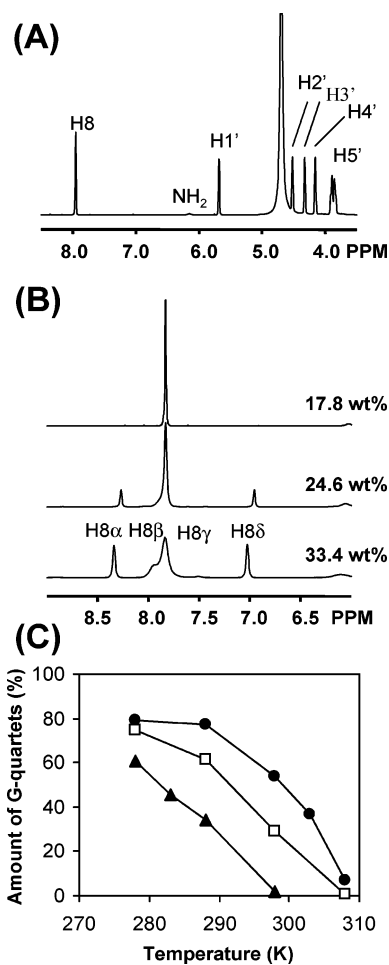 (A)
H8
NH2
H1'
H2'
H3'
H4'
H5'
8.0 7.0 6.0 5.0 4.0 PPM
(B)
17.8 wt%
24.6 wt%
H8α H8β H8γ H8δ
33.4 wt%
8.5 8.0 7.5 7.0 6.5 PPM
(C)
Amount of G-quartets (%)
100
80
60
40
20
0
270 280 290 300 310
Temperature (K)